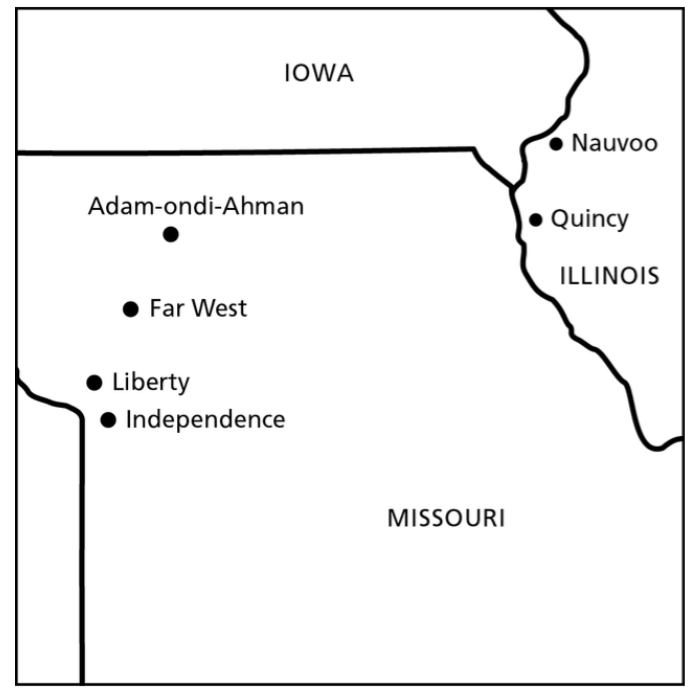 IOWA
Nauvoo
Adam-ondi-Ahman
Quincy
ILLINOIS
Far West
Liberty
Independence
MISSOURI